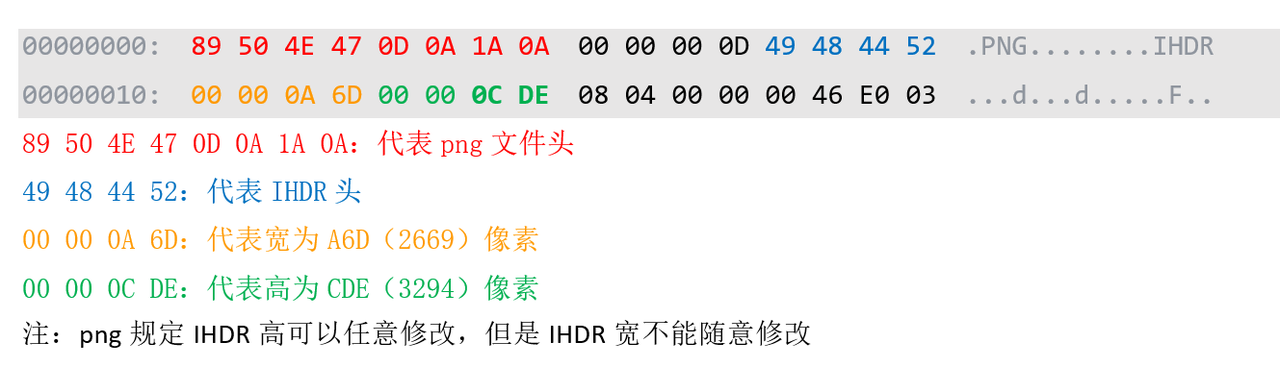 00000000: 89 50 4E 47 0D 0A 1A 0A 00 00 00 0D 49 48 44 52 .PNG........IHDR
00000010: 00 00 0A 6D 00 00 0C DE 08 04 00 00 00 46 E0 03 ...d...d.....F..
89 50 4E 47 0D 0A 1A 0A：代表 png 文件头
49 48 44 52：代表 IHDR 头
00 00 0A 6D：代表宽为 A6D（2669）像素
00 00 0C DE：代表高为 CDE（3294）像素
注：png 规定 IHDR 高可以任意修改，但是 IHDR 宽不能随意修改